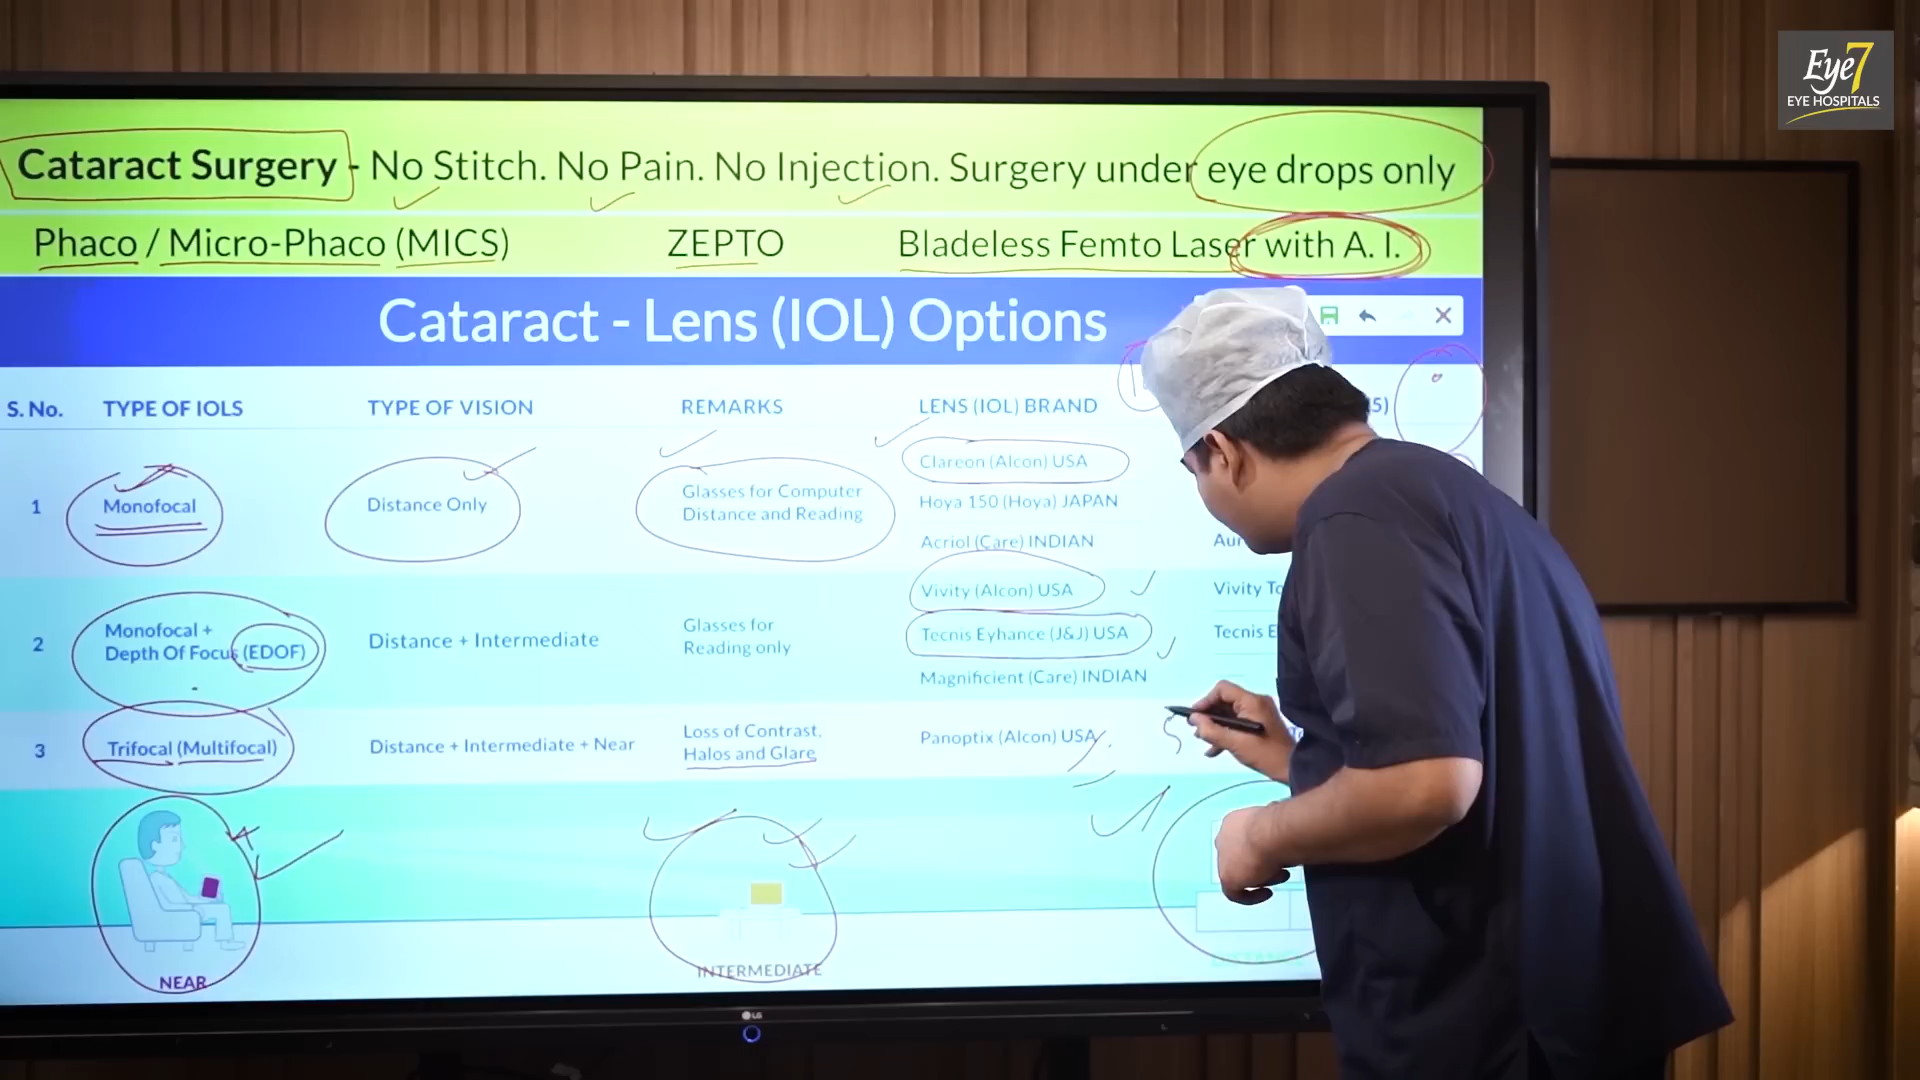 Eye7
EYE HOSPITALS
Cataract Surgery - No Stitch. No Pain. No Injection. Surgery under eye drops only
Phaco / Micro-Phaco (MICS) ZEPTO Bladeless Femto Laser with A. I.
Cataract - Lens (IOL) Options
S. No. TYPE OF IOLS TYPE OF VISION REMARKS LENS (IOL) BRAND
1 Monofocal Distance Only Glasses for Computer Distance and Reading
Clareon (Alcon) USA
Hoya 150 (Hoya) JAPAN
Acriol (Care) INDIAN
2 Monofocal + Depth Of Focus (EDOF) Distance + Intermediate Glasses for Reading only
Vivity (Alcon) USA Vivity
Tecnis Eyhance (J&J) USA Tecnis
Magnificient (Care) INDIAN
3 Trifocal (Multifocal) Distance + Intermediate + Near Loss of Contrast, Halos and Glare Panoptix (Alcon) USA
NEAR INTERMEDIATE
LG